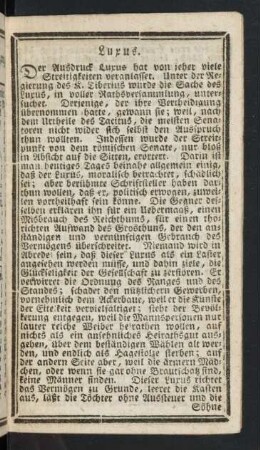 Luxus.
Der Ausdruck Luxus hat von jeher viele
Streitigkeiten veranlasset. Unter der Re-
gierung des K. Tiberius wurde die Sache des
Luxus, in voller Rathsversammlung, unter-
suchet. Derjenige, der ihre Vertheidigung
übernommen hatte, gewann sie; weil, nach
dem Urtheile des Tacitus, die meisten Sena-
toren nicht wider sich selbst den Ausspruch
thun wollten. Indessen wurde der Streit-
punkt von dem römischen Senate, nur bloß
in Absicht auf die Sitten, erörtert. Darin ist
man heutiges Tages beinahe allgemein einig,
daß der Luxus, moralisch betrachtet, schädlich
sei; aber berühmte Schriftsteller haben dar-
thun wollen, daß er, politisch erwogen, zuwei-
len vortheilhaft sein könne. Die Gegner des-
selben erklären ihn für ein Uebermaaß, einen
Misbrauch des Reichthums, für einen thö-
richten Aufwand des Grossthuns, der den an-
ständigen und vernünftigen Gebrauch des
Vermögens überschreitet. Niemand wird in
Abrede sein, daß dieser Luxus als ein Laster
angesehen werden müsse, und dahin ziele, die
Glückseligkeit der Gesellschaft zu zerstören. Er
verwirret die Ordnung des Ranges und des
Standes; schadet den nützlichern Gewerben,
vornehmlich dem Ackerbaue, weil er die Künste
der Eitelkeit vervielfältiget; steht der Bevöl-
kerung entgegen, weil die Mannspersonen nur
lauter reiche Weiber heirathen wollen, auf
nichts als ein ansehnliches Heirathsgut aus-
gehen, über dem beständigen Wählen alt wer-
den, und endlich als Hagestolze sterben; auf
der andern Seite aber, weil die ärmern Mäd-
chen, oder wenn sie gar ohne Brautschatz sind,
keine Männer finden. Dieser Luxus richtet
das Vermögen zu Grunde, leeret die Kasten
aus, läßt die Töchter ohne Aussteuer und die
Söhne